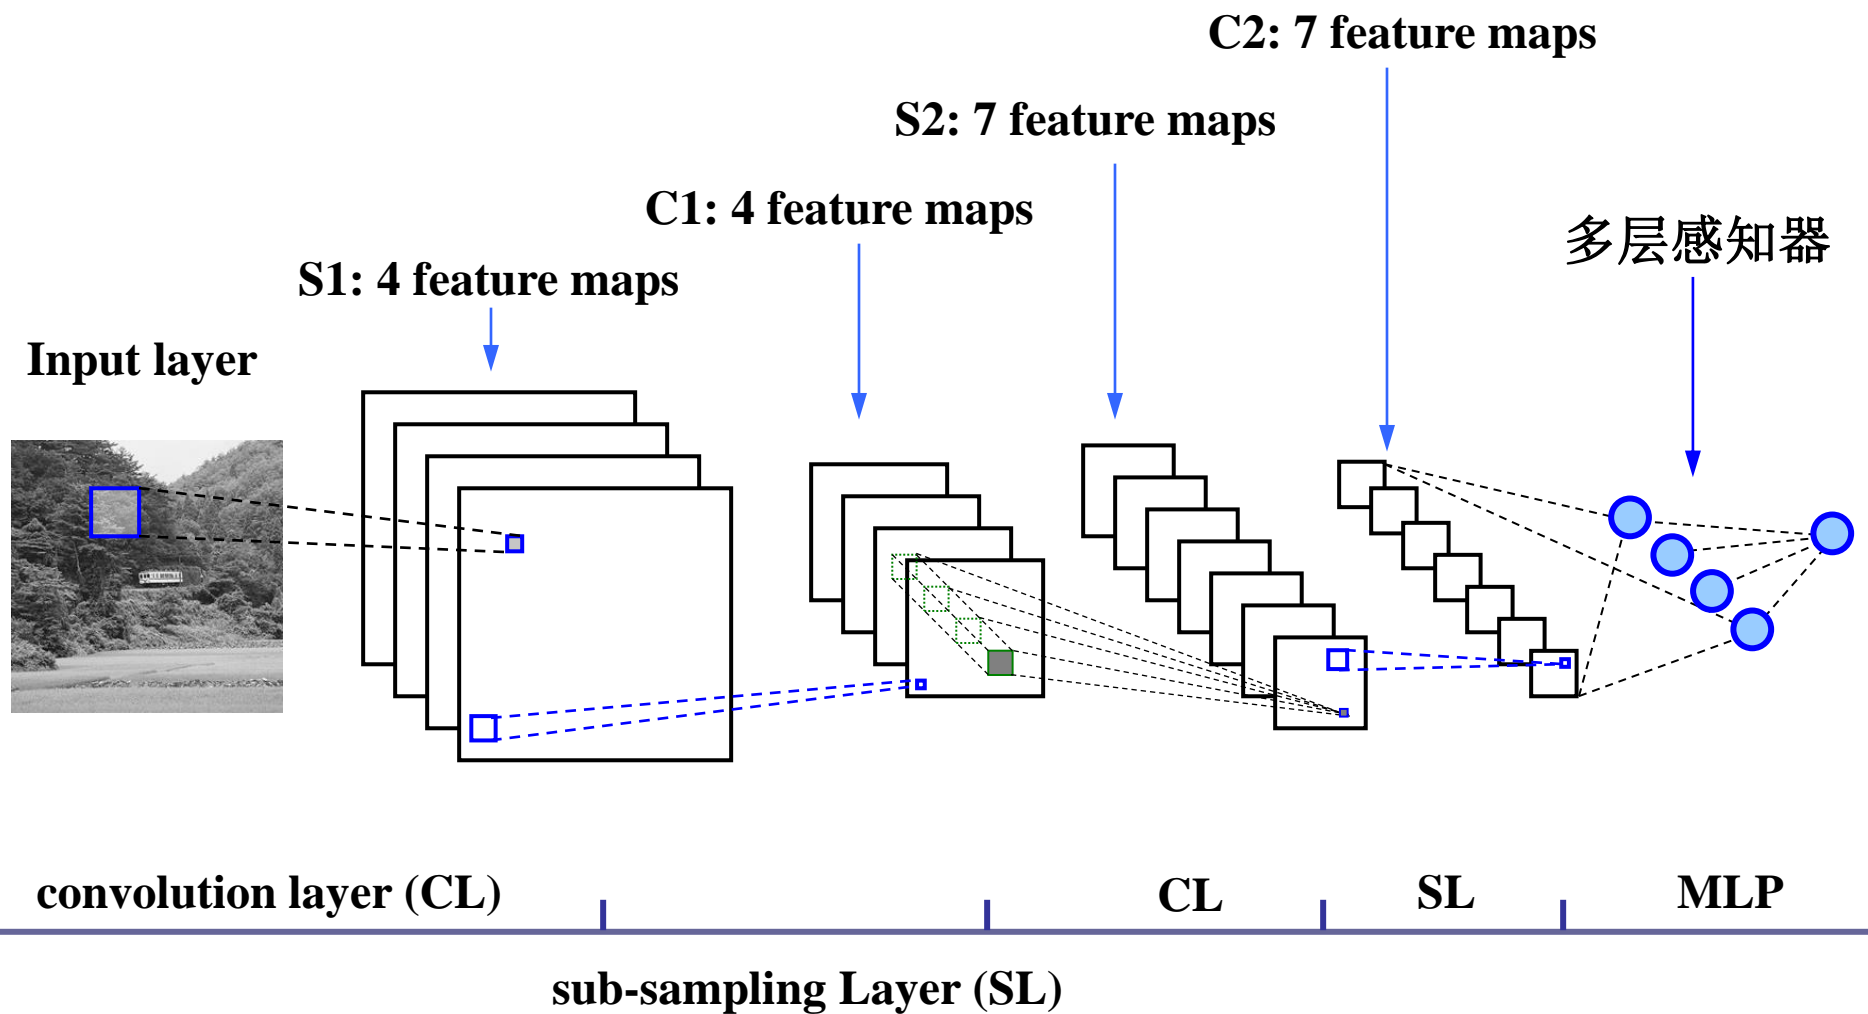 C2: 7 feature maps
S2: 7 feature maps
C1: 4 feature maps
多层感知器
S1: 4 feature maps
Input layer
convolution layer (CL)
CL
SL
MLP
sub-sampling Layer (SL)